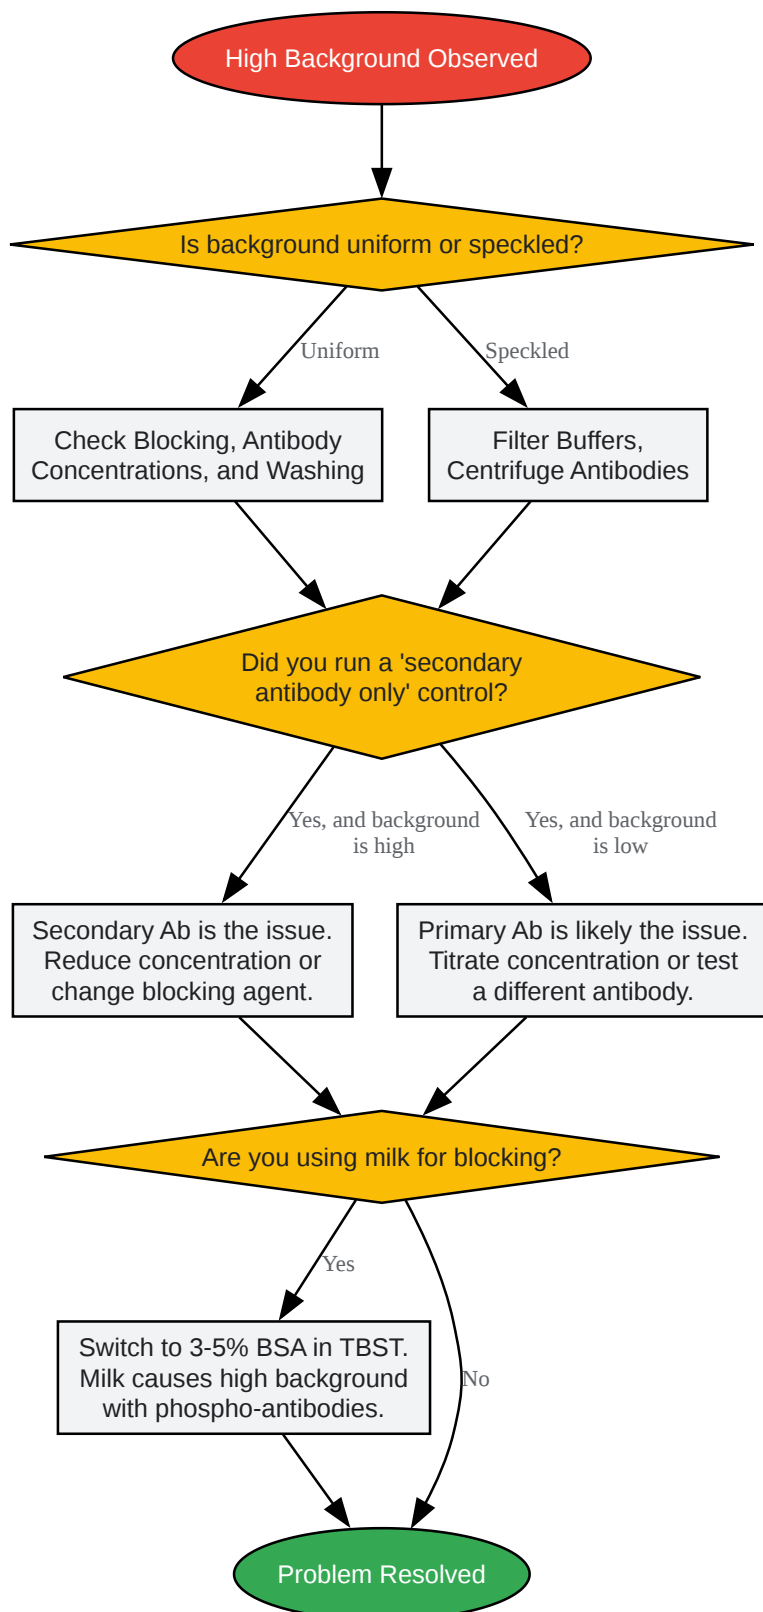 High Background Observed
Is background uniform or speckled?
Uniform
Speckled
Check Blocking, Antibody
Concentrations, and Washing
Filter Buffers,
Centrifuge Antibodies
Did you run a 'secondary
antibody only' control?
Yes, and background
is high
Yes, and background
is low
Secondary Ab is the issue.
Reduce concentration or
change blocking agent.
Primary Ab is likely the issue.
Titrate concentration or test
a different antibody.
Are you using milk for blocking?
Yes
Switch to 3-5% BSA in TBST.
Milk causes high background
with phospho-antibodies.
No
Problem Resolved